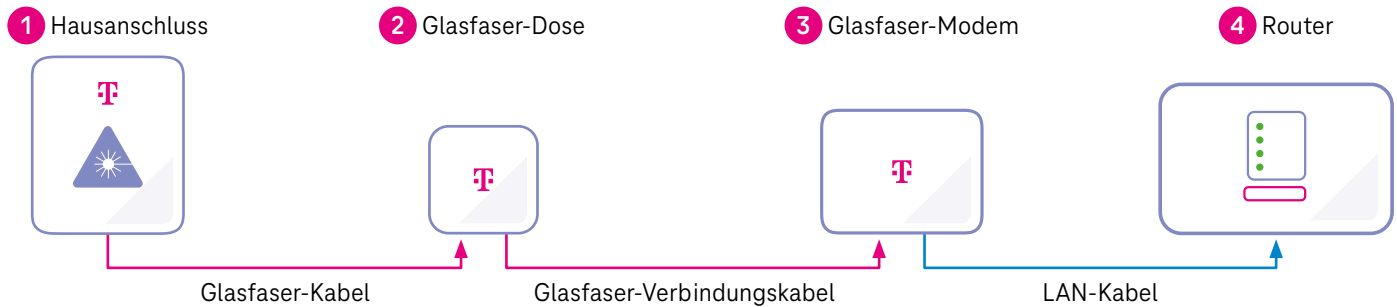 1 Hausanschluss
2 Glasfaser-Dose
3 Glasfaser-Modem
4 Router
T
T
T
Glasfaser-Kabel
Glasfaser-Verbindungskabel
LAN-Kabel